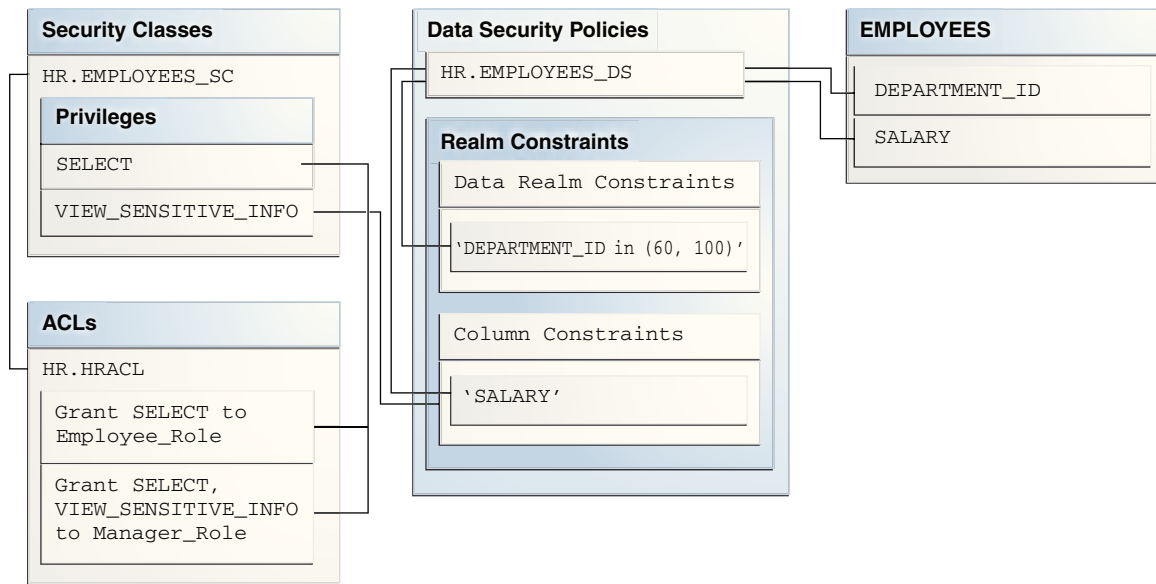 Security Classes
HR.EMPLOYEES_SC
Privileges
SELECT
VIEW_SENSITIVE_INFO
ACLs
HR.HRACL
Grant SELECT to
Employee_Role
Grant SELECT,
VIEW_SENSITIVE_INFO
to Manager_Role
Data Security Policies
HR.EMPLOYEES_DS
Realm Constraints
Data Realm Constraints
‘DEPARTMENT_ID in (60, 100)’
Column Constraints
‘SALARY’
EMPLOYEES
DEPARTMENT_ID
SALARY